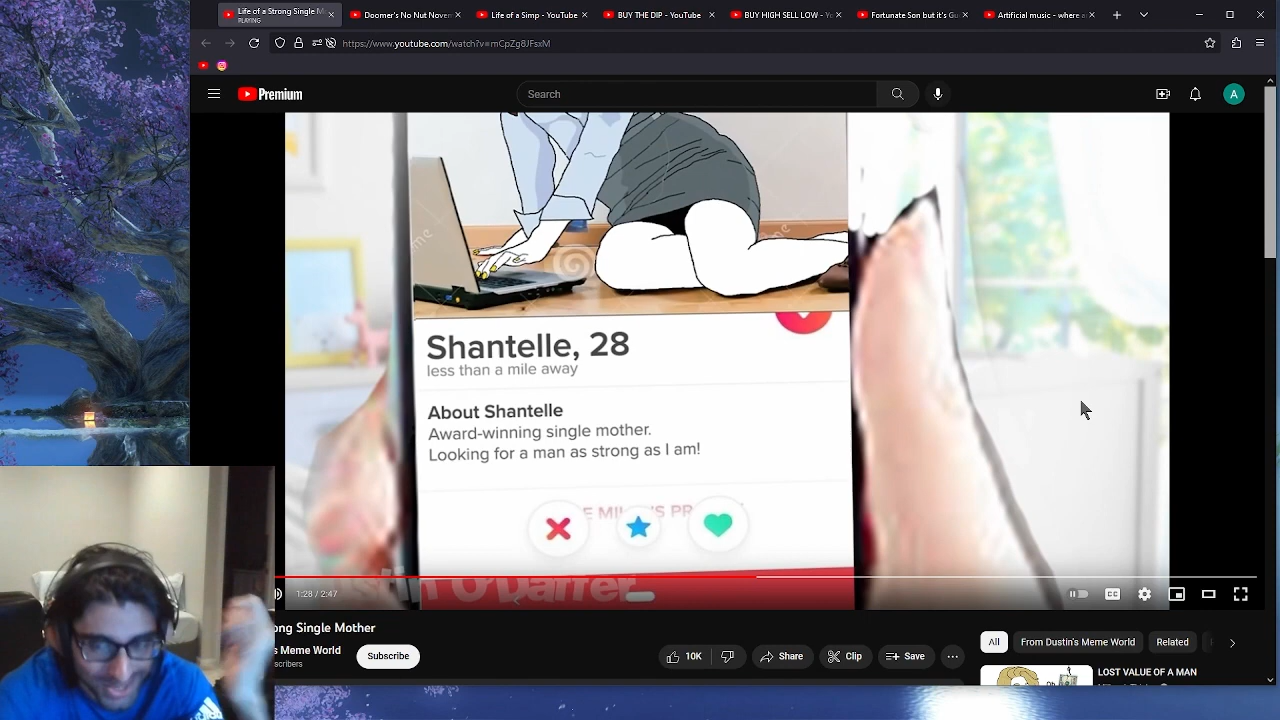 Life of a Strong Single M
PLAYING
Doomer's No Nut Novem
Life of a Simp - YouTube
BUY THE DIP - YouTube
BUY HIGH SELL LOW - Y
Fortunate Son but it's
Artificial music - where a
https://www.youtube.com/watch?v=mCpZg8JFsxM
Premium
Search
A
Shantelle, 28
less than a mile away
About Shantelle
Award-winning single mother.
Looking for a man as strong as I am!
1:28 / 2:47
CC
ong Single Mother
's Meme World
scribers
Subscribe
10K
Share
Clip
Save
All
From Dustin's Meme World
Related
LOST VALUE OF A MAN